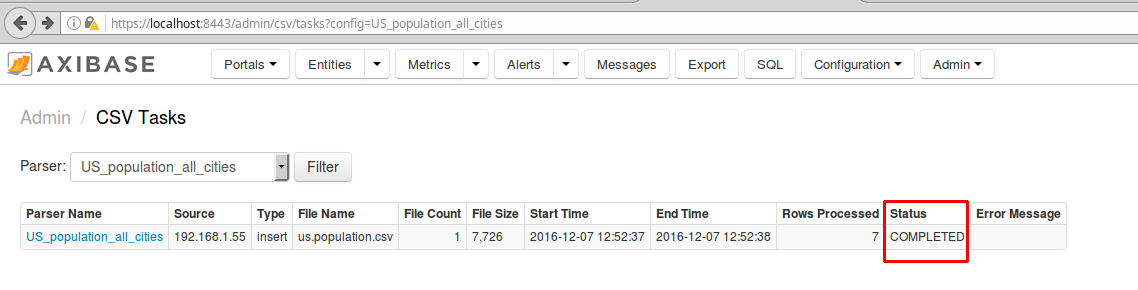 https://localhost:8443/admin/csv/tasks?config=US_population_all_cities
AXIBASE Portals Entities Metrics Alerts Messages Export SQL Configuration Admin
Admin / CSV Tasks
Parser: US_population_all_cities Filter
Parser Name Source Type File Name File Count File Size Start Time End Time Rows Processed Status Error Message
US_population_all_cities 192.168.1.55 insert us.population.csv 1 7,726 2016-12-07 12:52:37 2016-12-07 12:52:38 7 COMPLETED